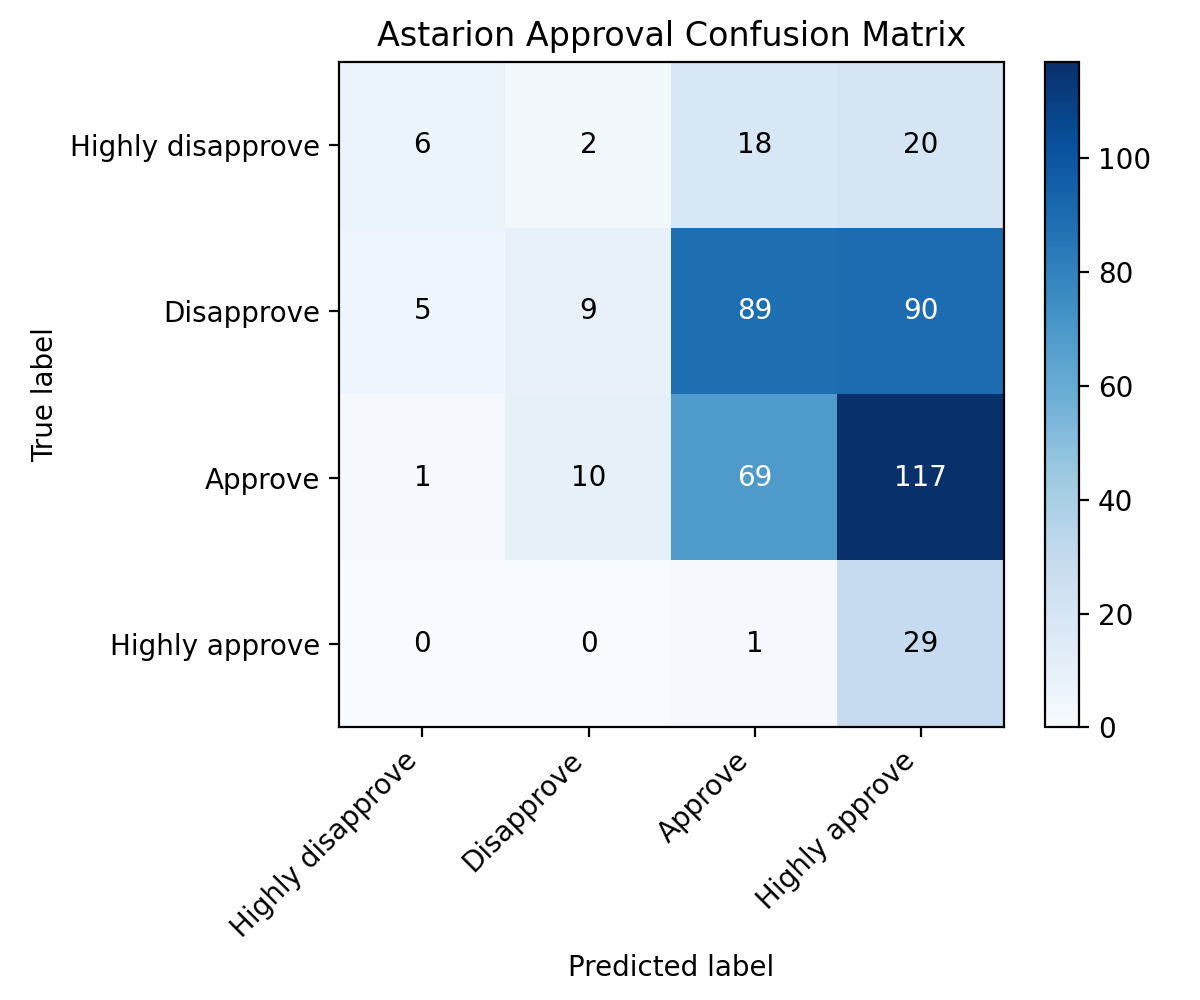 Astarion Approval Confusion Matrix
Highly disapprove 6 2 18 20
Disapprove 5 9 89 90
Approve 1 10 69 117
Highly approve 0 0 1 29
True label
Highly disapprove
Disapprove
Approve
Highly approve
Predicted label
100
80
60
40
20
0